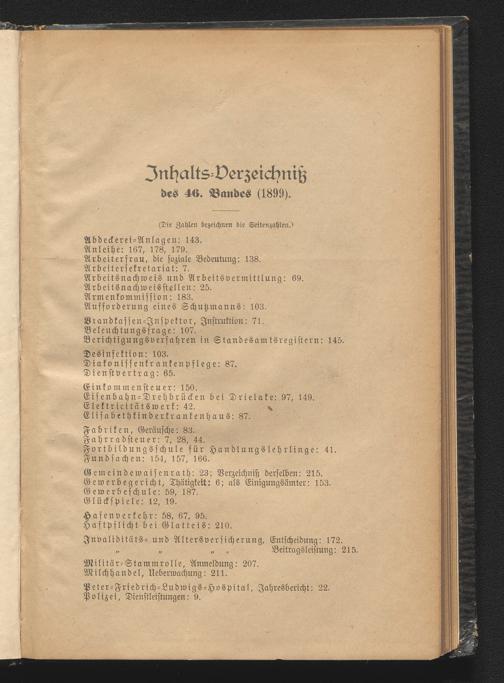 Inhalts-Verzeichniß
des 46. Bandes (1899).
(Die Zahlen bezeichnen die Seitenzahlen.)
Abdeckerei-Anlagen: 143.
Anleihe: 167, 178, 179.
Arbeiterfrau, die soziale Bedeutung: 138.
Arbeitersekretariat: 7.
Arbeitsnachweis und Arbeitsvermittlung: 69.
Arbeitsnachweisstellen: 25.
Armenkommission: 183.
Aufforderung eines Schutzmanns: 103.
Brandkassen-Inspektor, Instruktion: 71.
Beleuchtungsfrage: 107.
Berichtigungsverfahren in Standesamtsregistern: 145.
Desinfektion: 103.
Diakonissenkrankenpflege: 87.
Dienstvertrag: 65.
Einkommensteuer: 150.
Eisenbahn-Drehbrücken bei Drielake: 97, 149.
Elektricitätswerk: 42.
Elisabethkinderkrankenhaus: 87.
Fabriken, Geräusche: 83.
Fahrradsteuer: 7, 28, 44.
Fortbildungsschule für Handlungslehrlinge: 41.
Fundsachen: 154, 157, 166.
Gemeindewaisenrath: 23; Verzeichniß derselben: 215.
Gewerbegericht, Thätigkeit: 6; als Einigungsämter: 153.
Gewerbeschule: 59, 187.
Glückspiele: 12, 19.
Hafenverkehr: 58, 67, 95.
Haftpflicht bei Glatteis: 210.
Invaliditäts- und Altersversicherung, Entscheidung: 172.
" " " " Beitragsleistung: 215.
Militär-Stammrolle, Anmeldung: 207.
Milchhandel, Ueberwachung: 211.
Peter-Friedrich-Ludwigs-Hospital, Jahresbericht: 22.
Polizei, Dienstleistungen: 9.